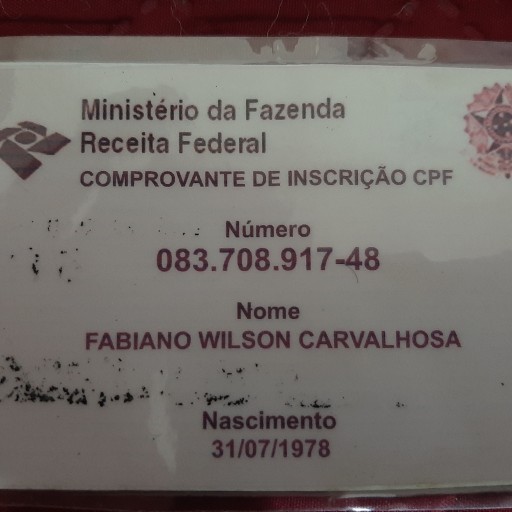 Ministério da Fazenda
Receita Federal
COMPROVANTE DE INSCRIÇÃO CPF
Número
083.708.917-48
Nome
FABIANO WILSON CARVALHOSA
Nascimento
31/07/1978